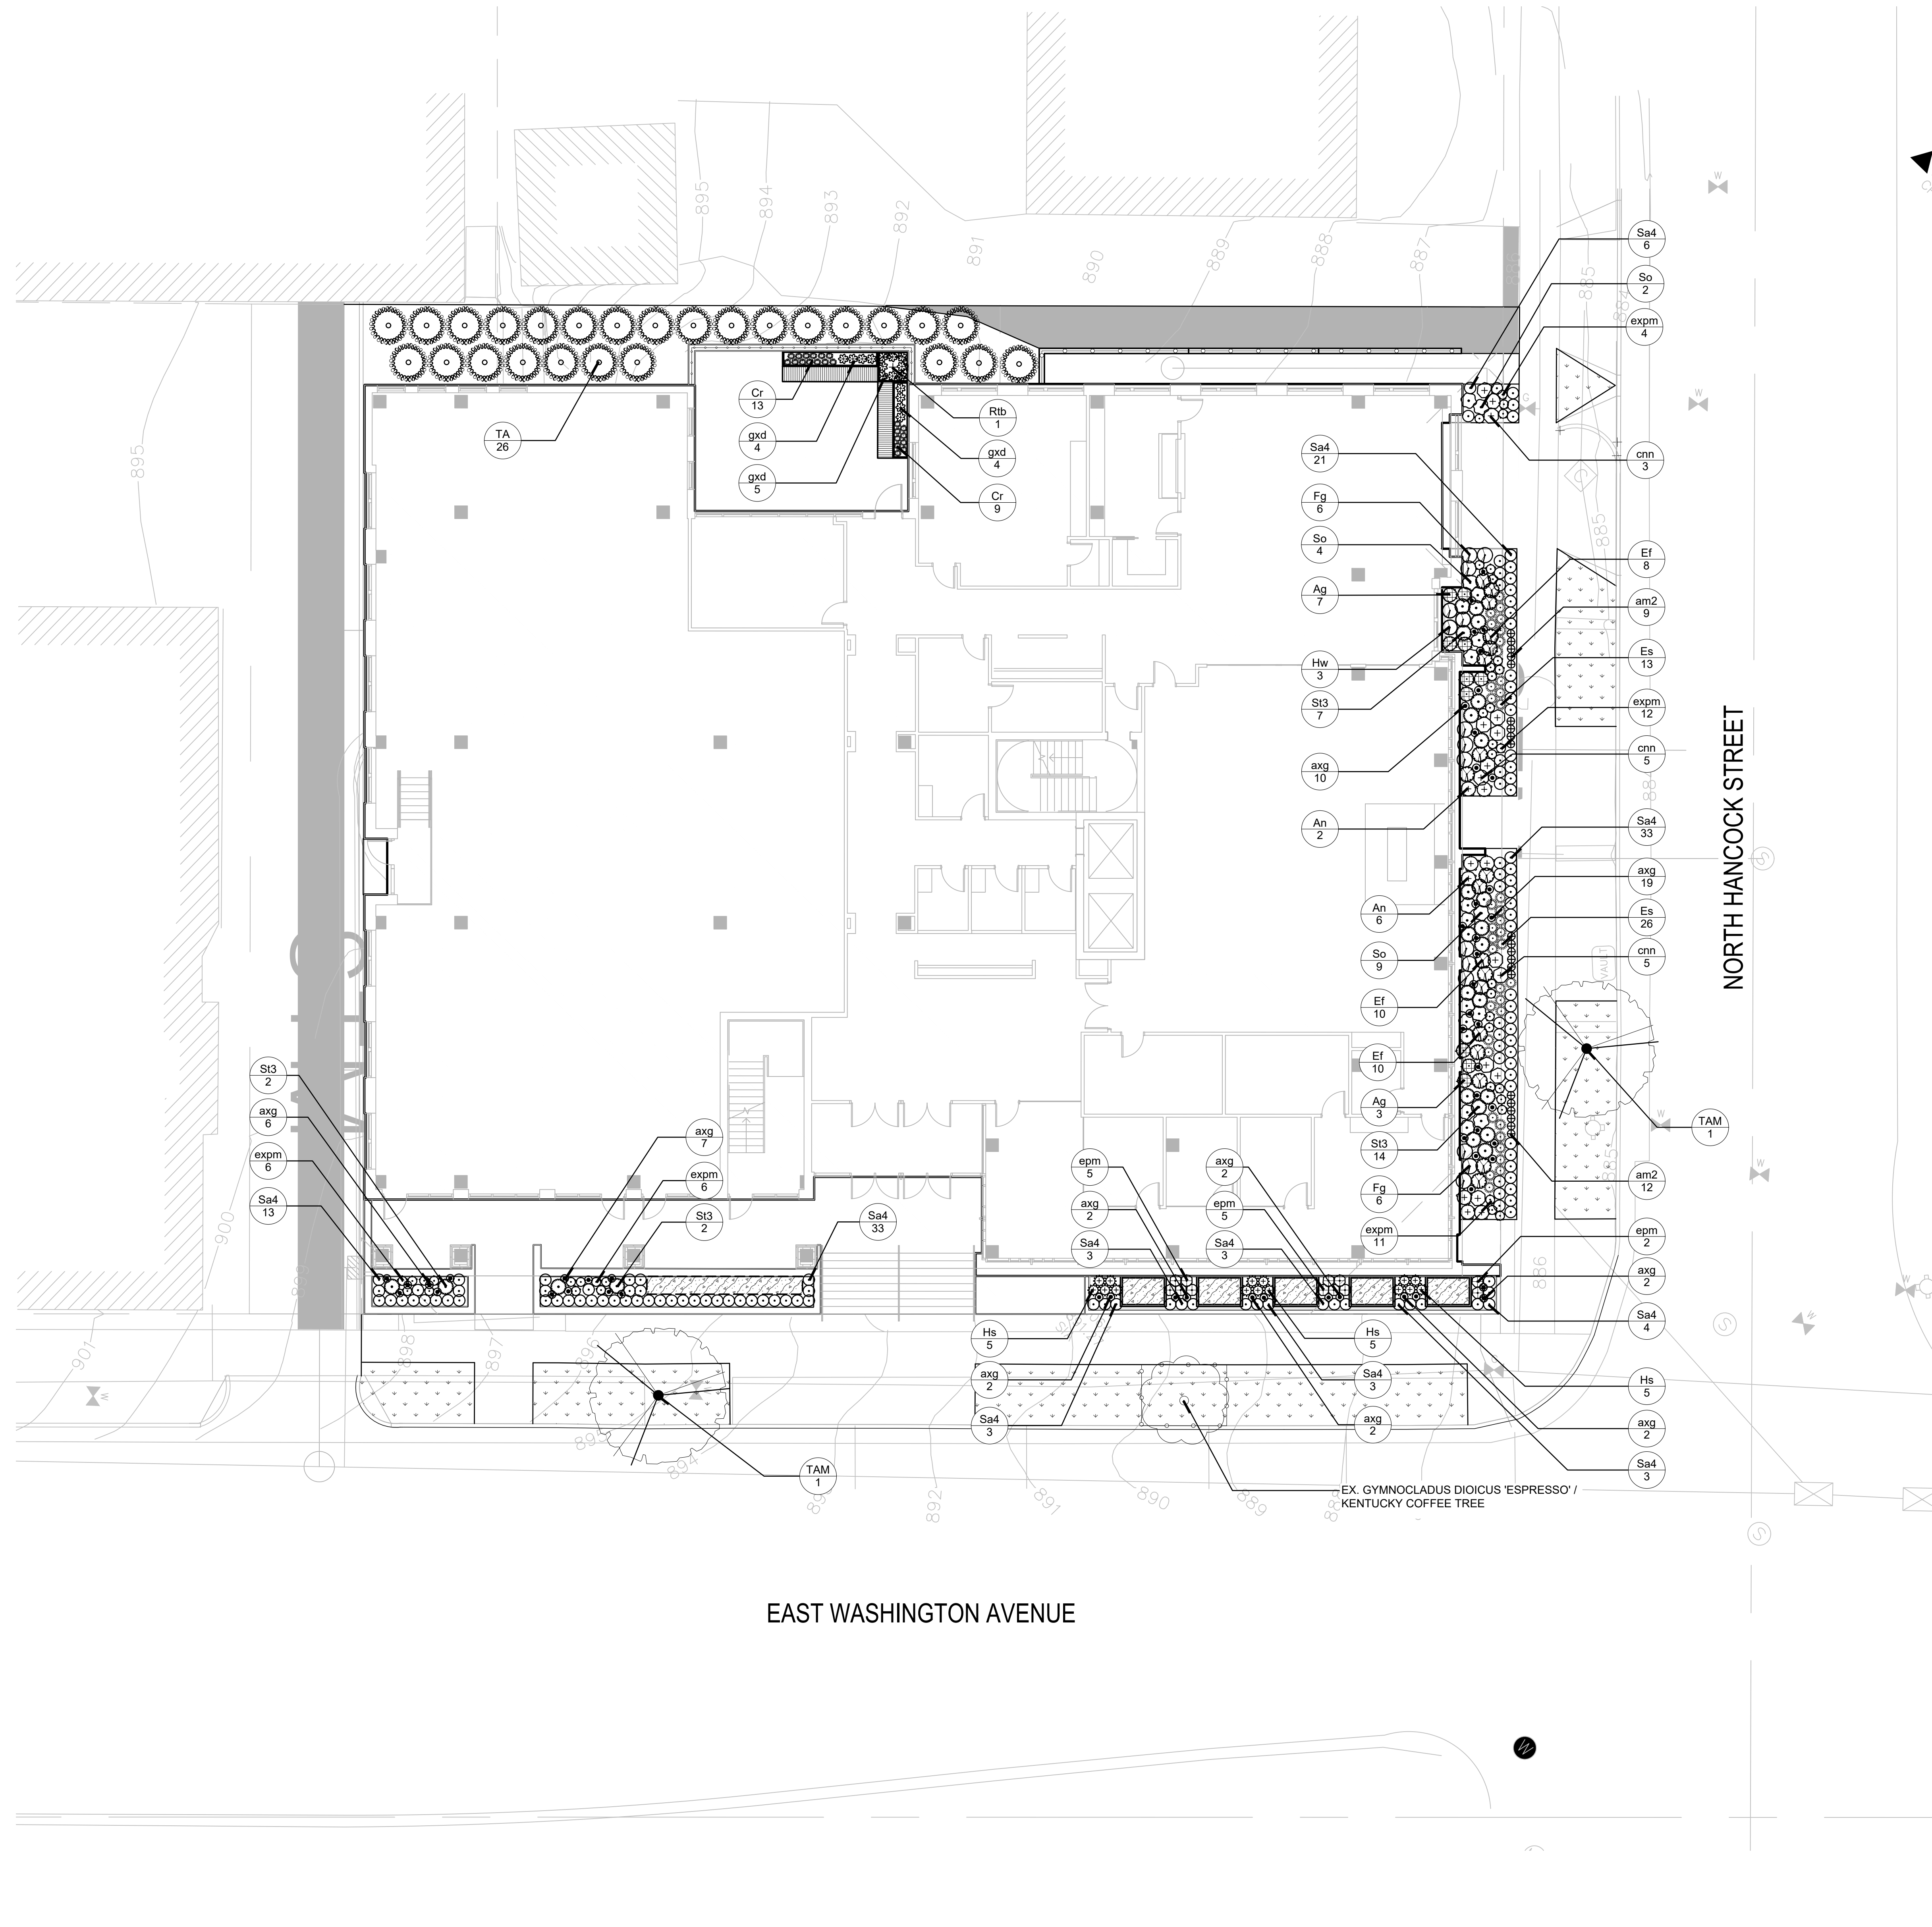 W
895
894
893
892
891
890
889
888
887
885
884
Sa4
6
So
2
expm
4
W
G
Cr
13
Rtb
1
TA
26
gxd
4
gxd
4
gxd
5
Cr
9
cnn
3
895
Sa4
21
Fg
6
So
4
Ag
7
Hw
3
St3
7
axg
10
An
2
885
Ef
8
am2
9
Es
13
expm
12
cnn
5
NORTH HANCOCK STREET
Sa4
33
S
axg
19
Es
26
cnn
5
An
6
So
9
Ef
10
Ef
10
Ag
3
St3
14
Fg
6
expm
11
VAULT
W
TAM
1
am2
12
W
885
St3
2
axg
6
expm
6
Sa4
13
axg
7
expm
6
St3
2
Sa4
33
epm
5
axg
2
Sa4
3
axg
2
epm
5
Sa4
3
epm
2
axg
2
Sa4
4
900
886
W
W
S
901
898
897
896
Hs
5
axg
2
Sa4
3
Hs
5
Sa4
3
axg
2
Hs
5
axg
2
Sa4
3
W
894
TAM
1
892
891
890
889
EX. GYMNOCLADUS DIOICUS 'ESPRESSO' /
KENTUCKY COFFEE TREE
S
EAST WASHINGTON AVENUE
W